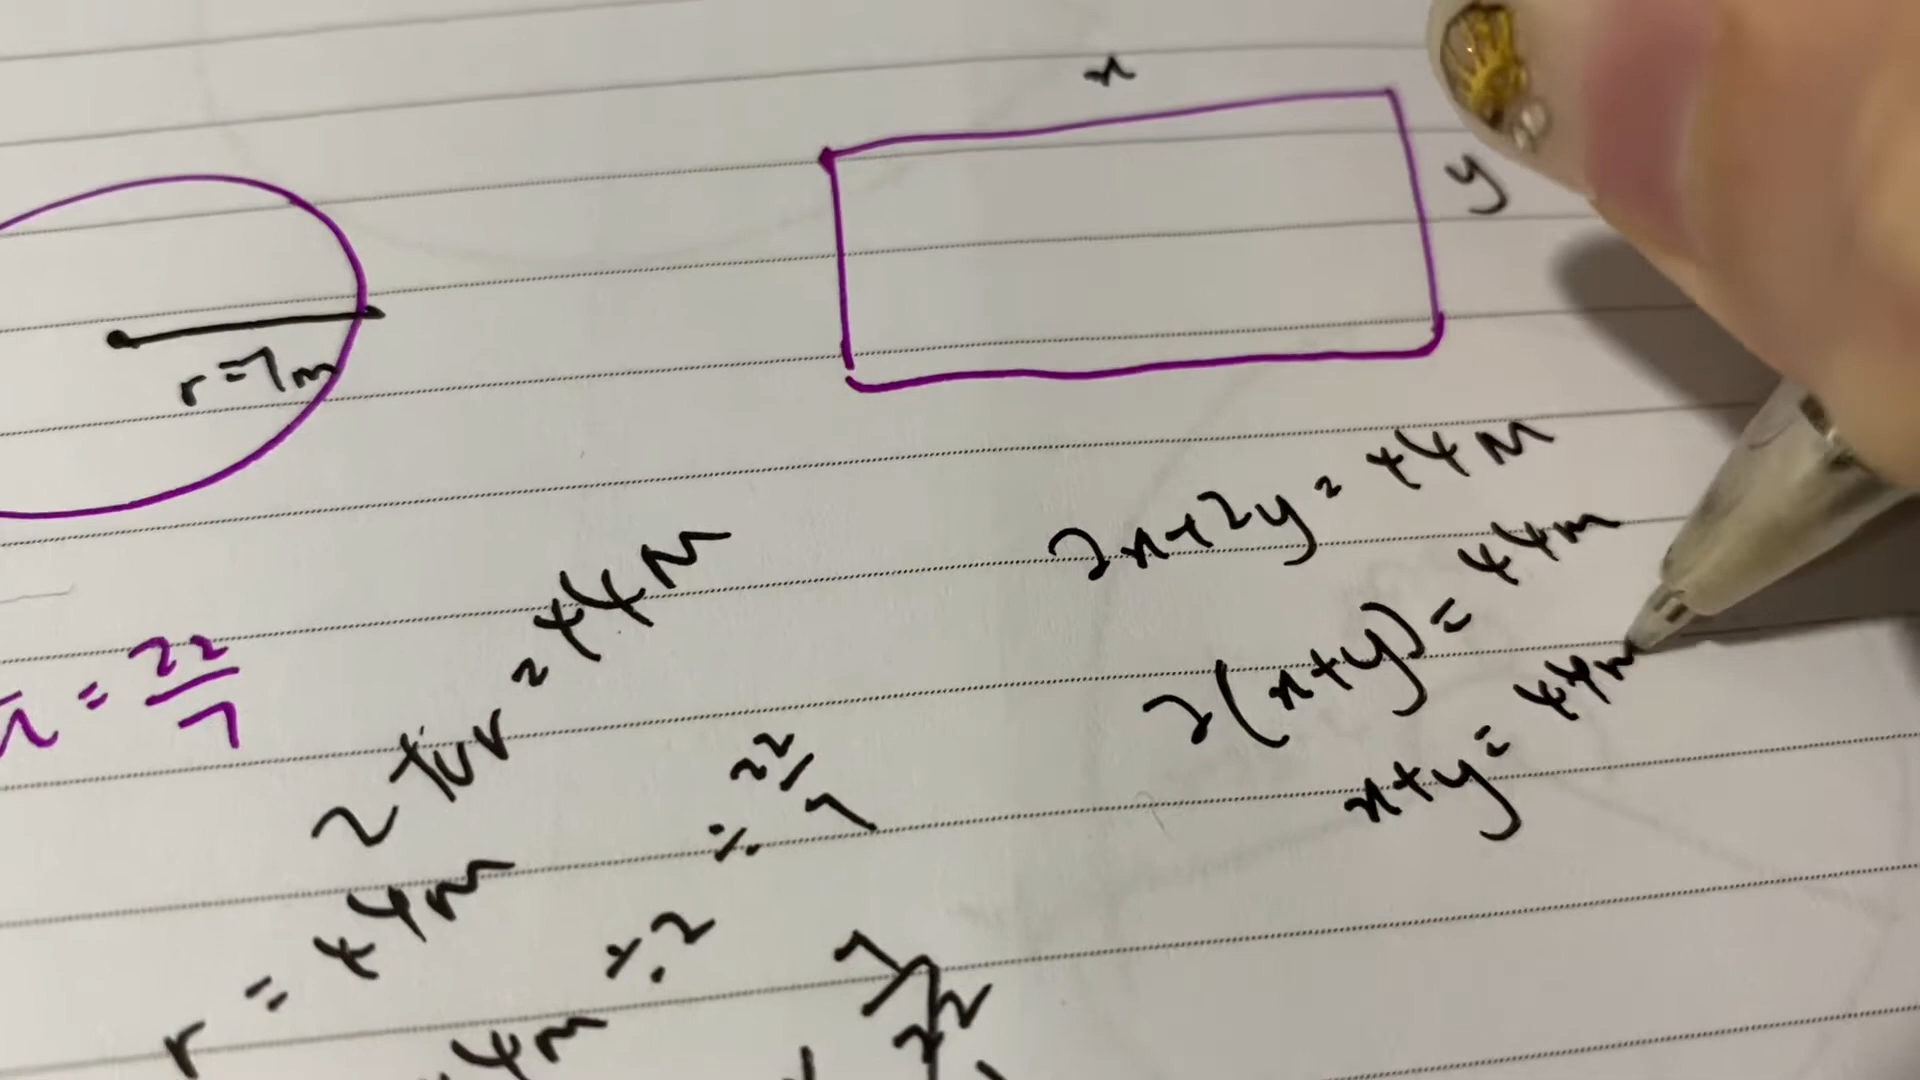 x
y
r=7m
2x+2y=44m
2(x+y)=44m
x+y=44m
π=22/7
2πr=44m
r=44m÷2÷22/7